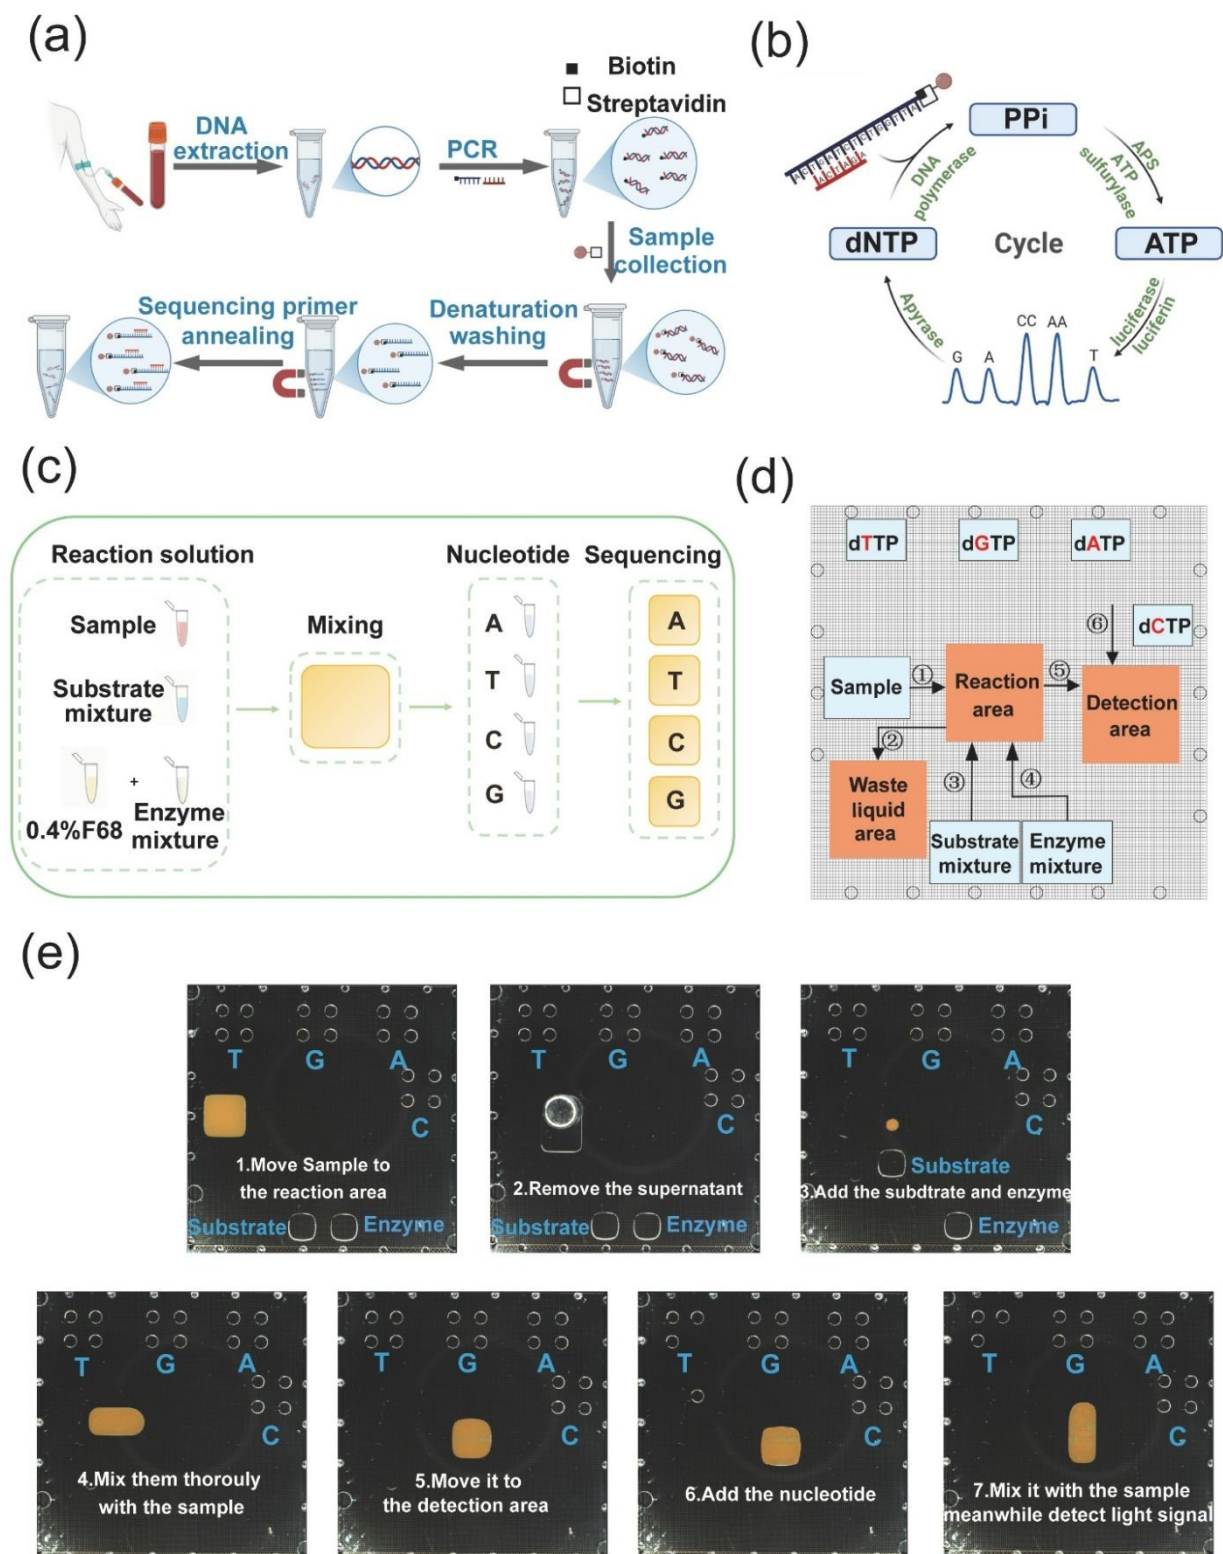 (a)
Biotin
Streptavidin
DNA
extraction
PCR
Sample
collection
Sequencing primer
annealing
Denaturation
washing
(b)
PPi
DNA
polymerase
APS
ATP
sulfurylase
dNTP
Cycle
ATP
Apyrase
luciferase
luciferin
G
A
CC
AA
T
ACTAGA
(c)
Reaction solution
Nucleotide
Sequencing
Sample
Mixing
Substrate
mixture
+
0.4%F68
Enzyme
mixture
A
T
C
G
A
T
C
G
(d)
dTTP
dGTP
dATP
dCTP
Sample
①
Reaction
area
⑤
⑥
Detection
area
②
③
④
Waste
liquid
area
Substrate
mixture
Enzyme
mixture
(e)
T
G
A
C
1.Move Sample to
the reaction area
Substrate
Enzyme
T
G
A
C
2.Remove the supernatant
Substrate
Enzyme
T
G
A
C
Substrate
3.Add the subdtrate and enzyme
Enzyme
T
G
A
C
4.Mix them thorouly
with the sample
T
G
A
C
5.Move it to
the detection area
T
G
A
C
6.Add the nucleotide
T
G
A
C
7.Mix it with the sample
meanwhile detect light signal